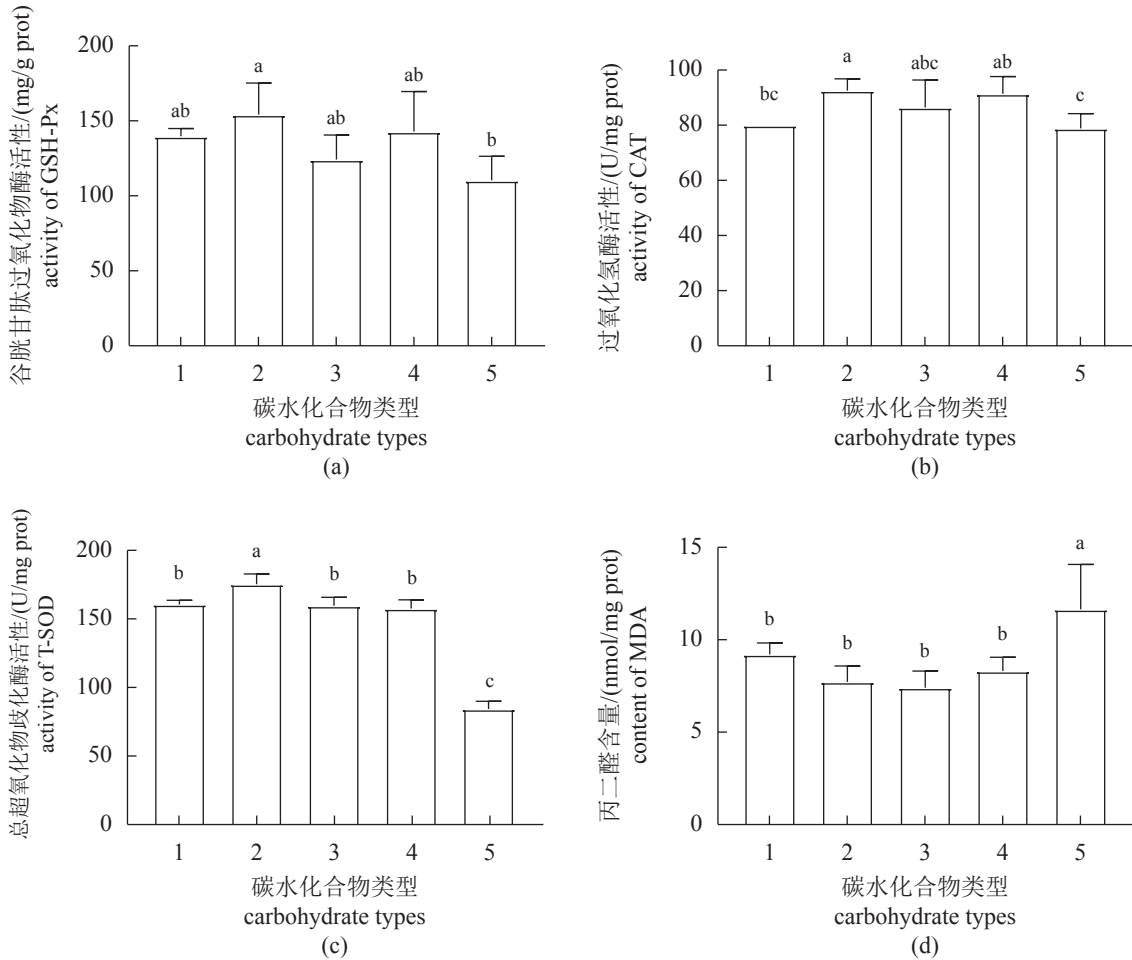 谷胱甘肽过氧化物酶活性/(mg/g prot)
activity of GSH-Px
200
150
100
50
0
ab
a
ab
ab
b
1 2 3 4 5
碳水化合物类型
carbohydrate types
(a)
过氧化氢酶活性/(U/mg prot)
activity of CAT
100
80
60
40
20
0
bc
a
abc
ab
c
1 2 3 4 5
碳水化合物类型
carbohydrate types
(b)
总超氧化物歧化酶活性/(U/mg prot)
activity of T-SOD
200
150
100
50
0
b
a
b
b
c
1 2 3 4 5
碳水化合物类型
carbohydrate types
(c)
丙二醛含量/(nmol/mg prot)
content of MDA
15
10
5
0
b
b
b
b
a
1 2 3 4 5
碳水化合物类型
carbohydrate types
(d)